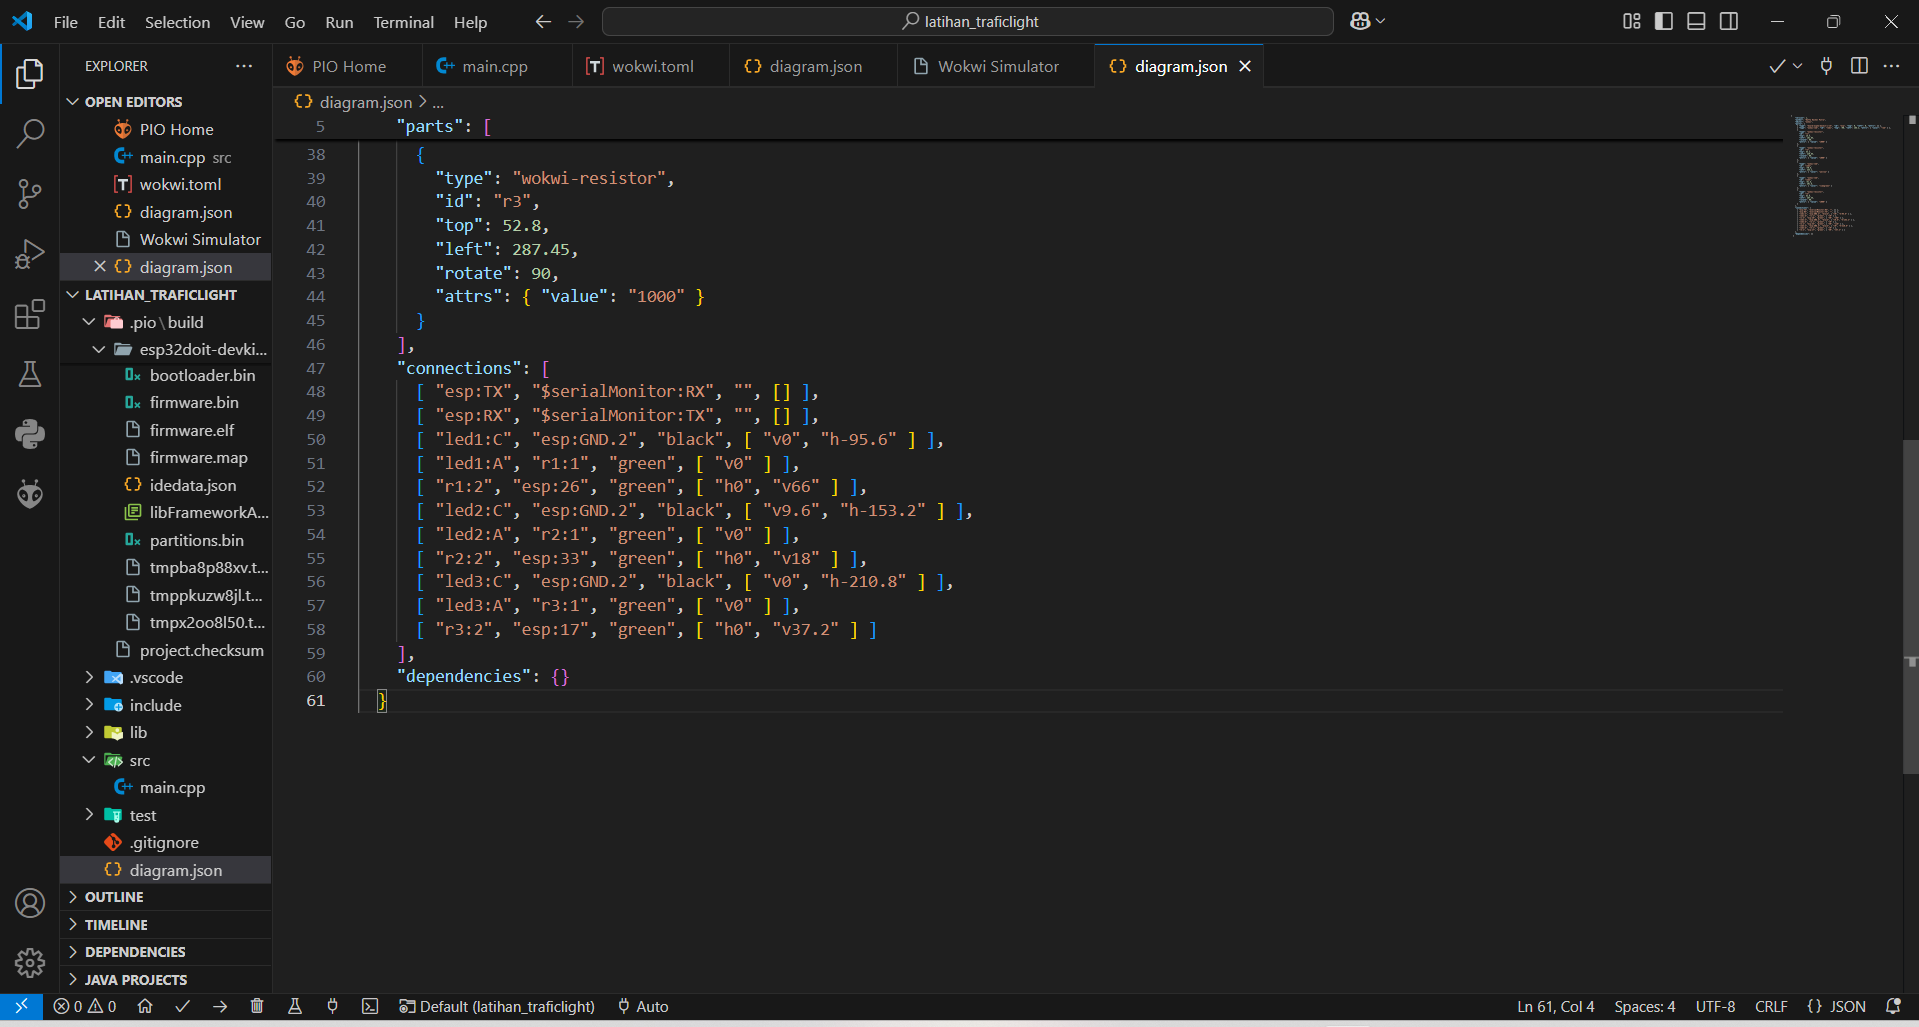 File Edit Selection View Go Run Terminal Help
latihan_traficlight
EXPLORER
OPEN EDITORS
PIO Home
main.cpp src
wokwi.toml
diagram.json
Wokwi Simulator
diagram.json
LATIHAN_TRAFICLIGHT
.pio\build
esp32doit-devki...
bootloader.bin
firmware.bin
firmware.elf
firmware.map
idedata.json
libFrameworkA...
partitions.bin
tmpba8p88xv.t...
tmppkuzw8jl.t...
tmpx2oo8l50.t...
project.checksum
.vscode
include
lib
src
main.cpp
test
.gitignore
diagram.json
OUTLINE
TIMELINE
DEPENDENCIES
JAVA PROJECTS
PIO Home main.cpp wokwi.toml diagram.json Wokwi Simulator diagram.json
diagram.json > ...
5 "parts": [
38 {
39 "type": "wokwi-resistor",
40 "id": "r3",
41 "top": 52.8,
42 "left": 287.45,
43 "rotate": 90,
44 "attrs": { "value": "1000" }
45 }
46 ],
47 "connections": [
48 [ "esp:TX", "$serialMonitor:RX", "", [] ],
49 [ "esp:RX", "$serialMonitor:TX", "", [] ],
50 [ "led1:C", "esp:GND.2", "black", [ "v0", "h-95.6" ] ],
51 [ "led1:A", "r1:1", "green", [ "v0" ] ],
52 [ "r1:2", "esp:26", "green", [ "h0", "v66" ] ],
53 [ "led2:C", "esp:GND.2", "black", [ "v9.6", "h-153.2" ] ],
54 [ "led2:A", "r2:1", "green", [ "v0" ] ],
55 [ "r2:2", "esp:33", "green", [ "h0", "v18" ] ],
56 [ "led3:C", "esp:GND.2", "black", [ "v0", "h-210.8" ] ],
57 [ "led3:A", "r3:1", "green", [ "v0" ] ],
58 [ "r3:2", "esp:17", "green", [ "h0", "v37.2" ] ]
59 ],
60 "dependencies": {}
61 }
0 0 Default (latihan_traficlight) Auto Ln 61, Col 4 Spaces: 4 UTF-8 CRLF {} JSON